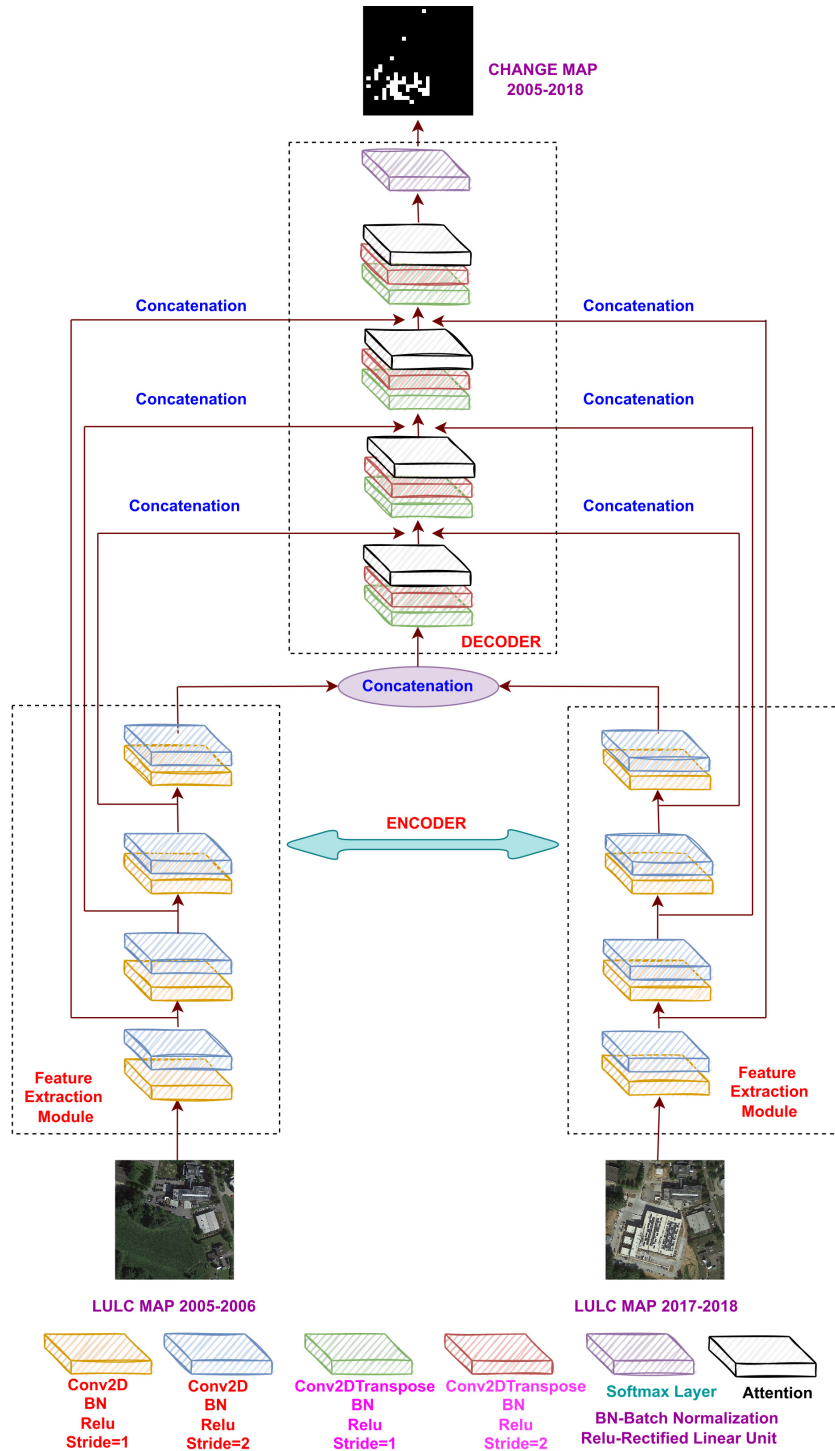 CHANGE MAP
2005-2018
Concatenation
Concatenation
Concatenation
Concatenation
Concatenation
Concatenation
DECODER
Concatenation
ENCODER
Feature
Extraction
Module
Feature
Extraction
Module
LULC MAP 2005-2006
LULC MAP 2017-2018
Conv2D
BN
Relu
Stride=1
Conv2D
BN
Relu
Stride=2
Conv2DTranspose
BN
Relu
Stride=1
Conv2DTranspose
BN
Relu
Stride=2
Softmax Layer
Attention
BN-Batch Normalization
Relu-Rectified Linear Unit